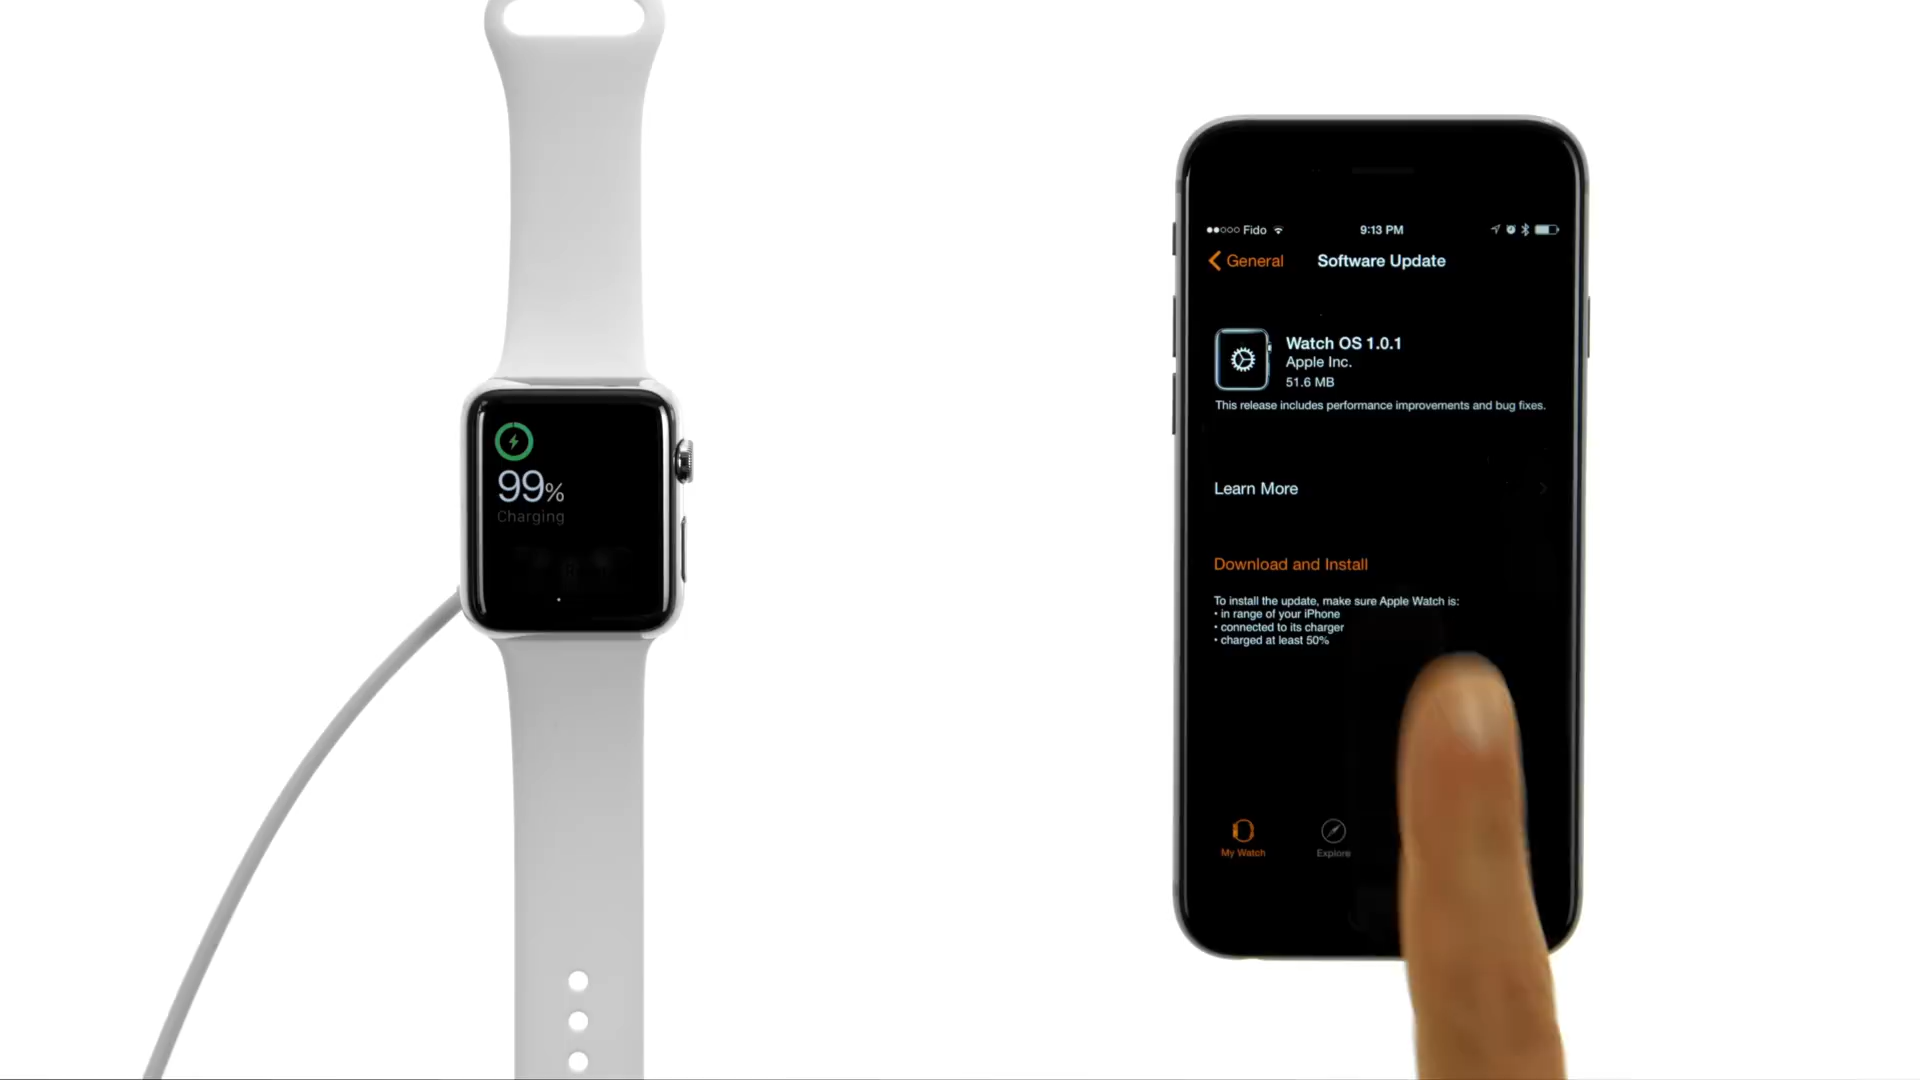 99%
Charging
Fido
9:13 PM
General
Software Update
Watch OS 1.0.1
Apple Inc.
51.6 MB
This release includes performance improvements and bug fixes.
Learn More
Download and Install
To install the update, make sure Apple Watch is:
• in range of your iPhone
• connected to its charger
• charged at least 50%
My Watch
Explore